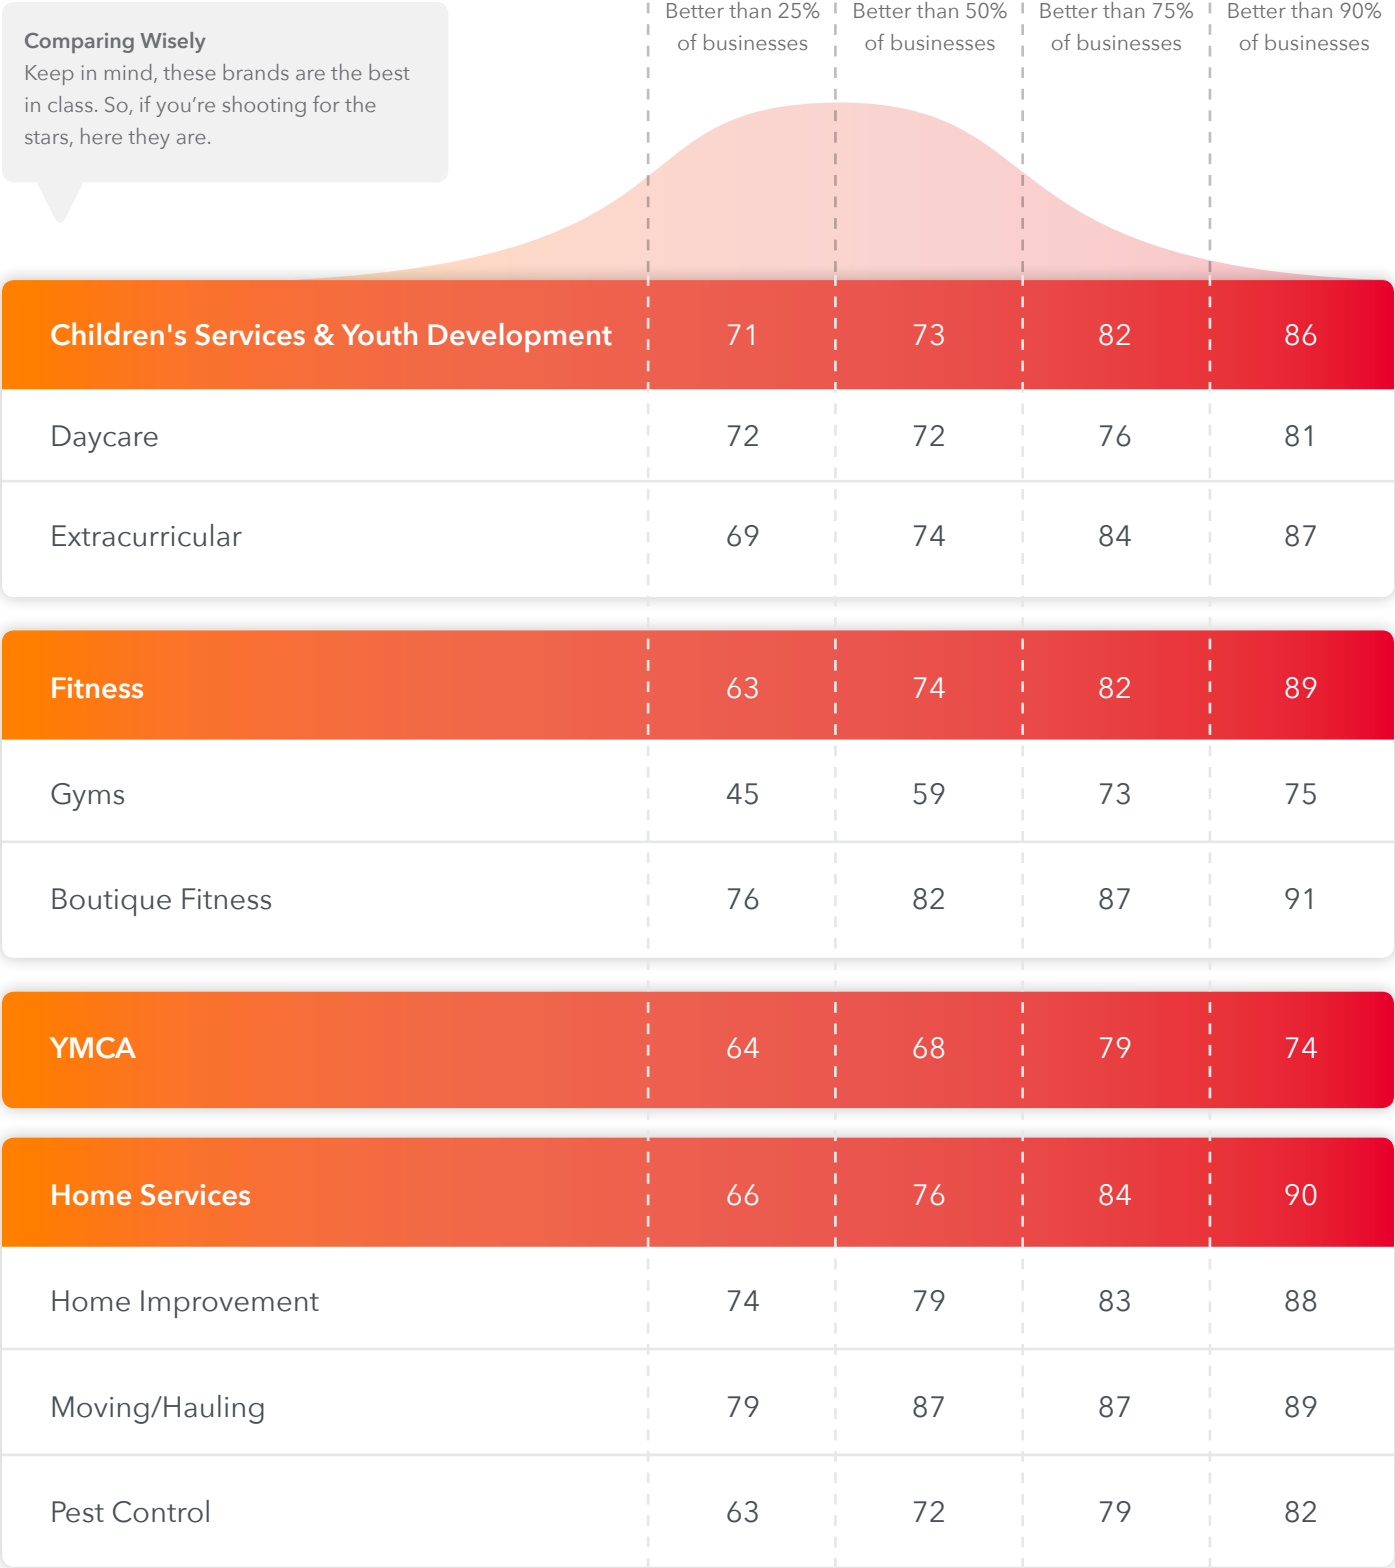 Comparing Wisely
Keep in mind, these brands are the best
in class. So, if you’re shooting for the
stars, here they are.
Better than 25% Better than 50% Better than 75% Better than 90%
of businesses of businesses of businesses of businesses
Children's Services & Youth Development 71 73 82 86
Daycare 72 72 76 81
Extracurricular 69 74 84 87
Fitness 63 74 82 89
Gyms 45 59 73 75
Boutique Fitness 76 82 87 91
YMCA 64 68 79 74
Home Services 66 76 84 90
Home Improvement 74 79 83 88
Moving/Hauling 79 87 87 89
Pest Control 63 72 79 82